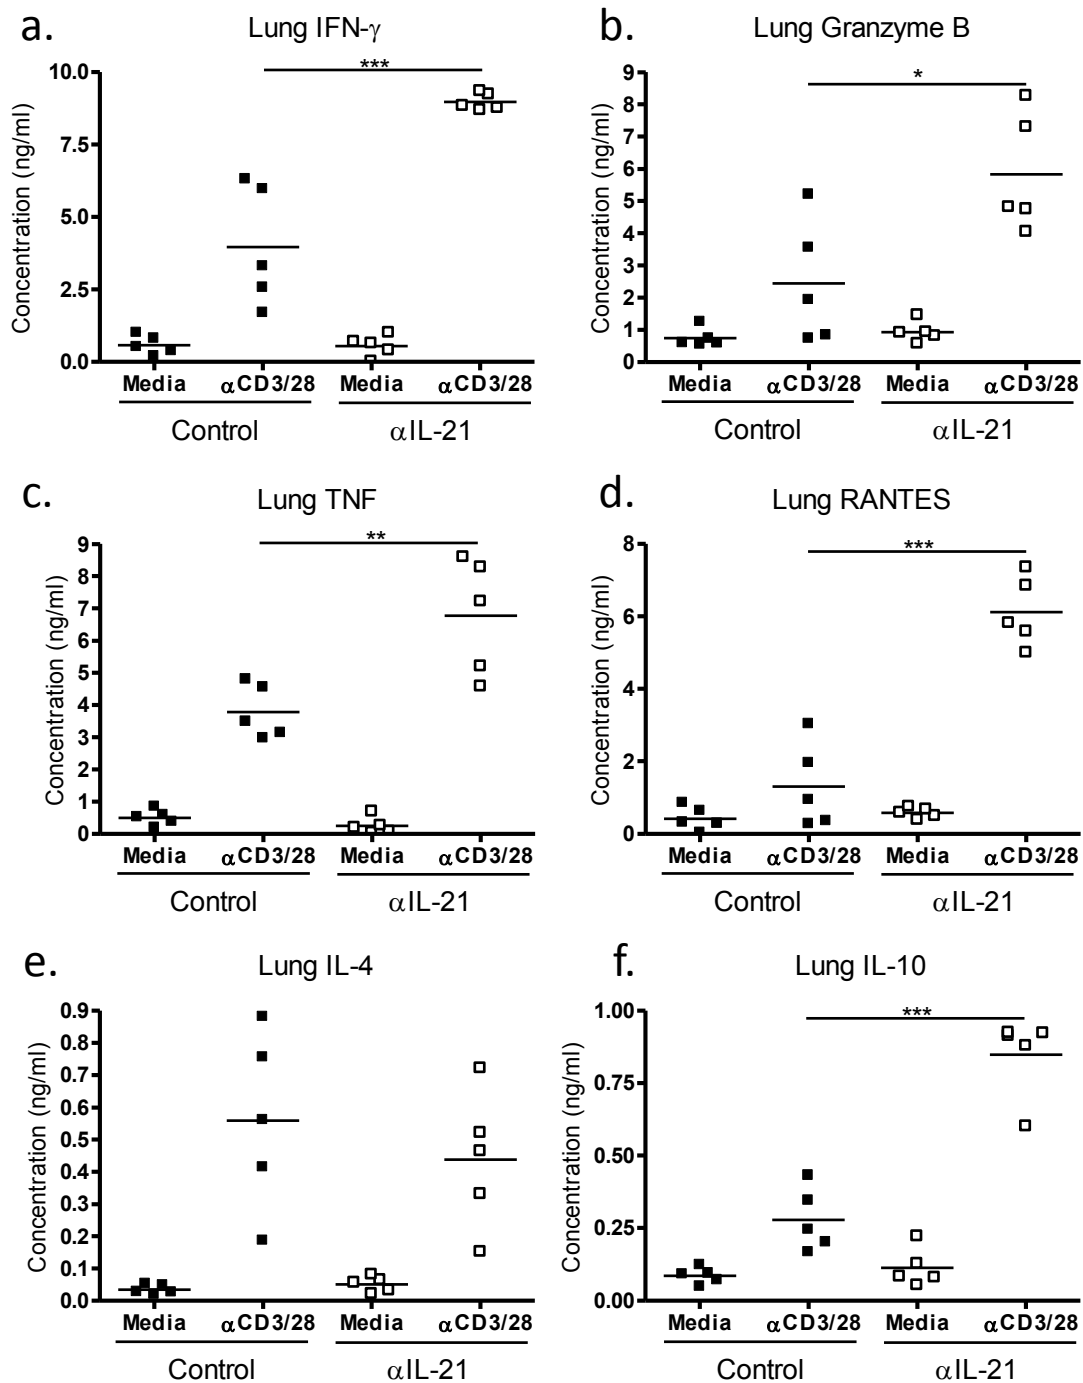 a.
Lung IFN-γ
***
Concentration (ng/ml)
10.0
7.5
5.0
2.5
0.0
Media αCD3/28 Media αCD3/28
Control αIL-21
b.
Lung Granzyme B
*
Concentration (ng/ml)
9
8
7
6
5
4
3
2
1
0
Media αCD3/28 Media αCD3/28
Control αIL-21
c.
Lung TNF
**
Concentration (ng/ml)
9
8
7
6
5
4
3
2
1
0
Media αCD3/28 Media αCD3/28
Control αIL-21
d.
Lung RANTES
***
Concentration (ng/ml)
8
6
4
2
0
Media αCD3/28 Media αCD3/28
Control αIL-21
e.
Lung IL-4
Concentration (ng/ml)
0.9
0.8
0.7
0.6
0.5
0.4
0.3
0.2
0.1
0.0
Media αCD3/28 Media αCD3/28
Control αIL-21
f.
Lung IL-10
***
Concentration (ng/ml)
1.00
0.75
0.50
0.25
0.00
Media αCD3/28 Media αCD3/28
Control αIL-21